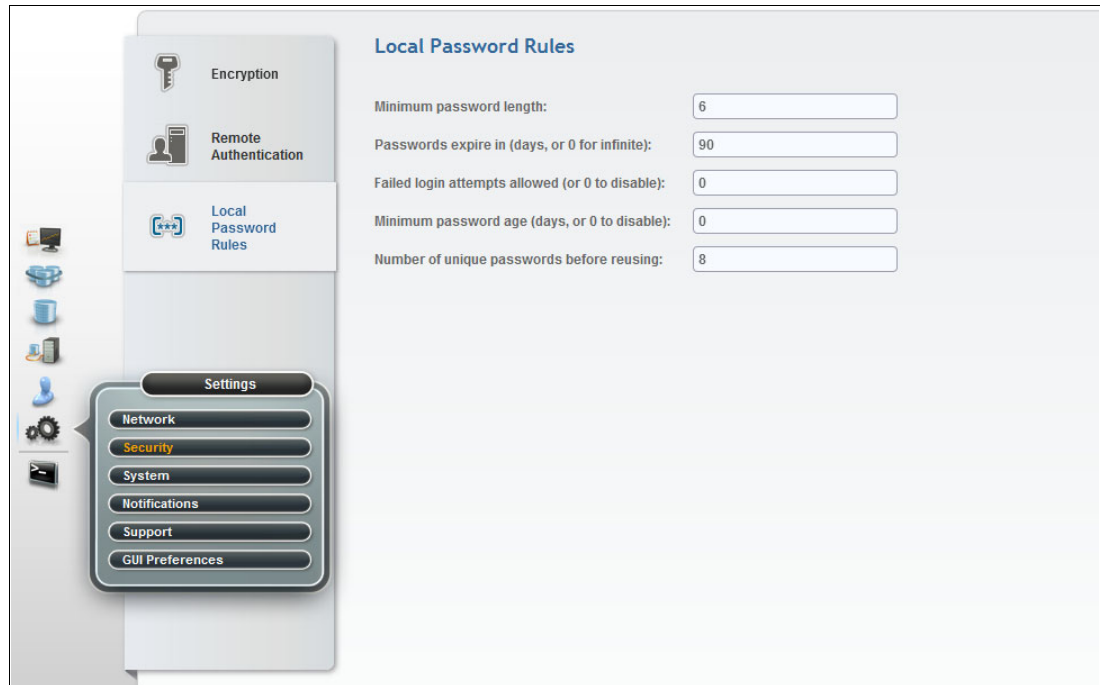 Encryption
Remote
Authentication
Local
Password
Rules
Local Password Rules
Minimum password length: 6
Passwords expire in (days, or 0 for infinite): 90
Failed login attempts allowed (or 0 to disable): 0
Minimum password age (days, or 0 to disable): 0
Number of unique passwords before reusing: 8
Settings
Network
Security
System
Notifications
Support
GUI Preferences